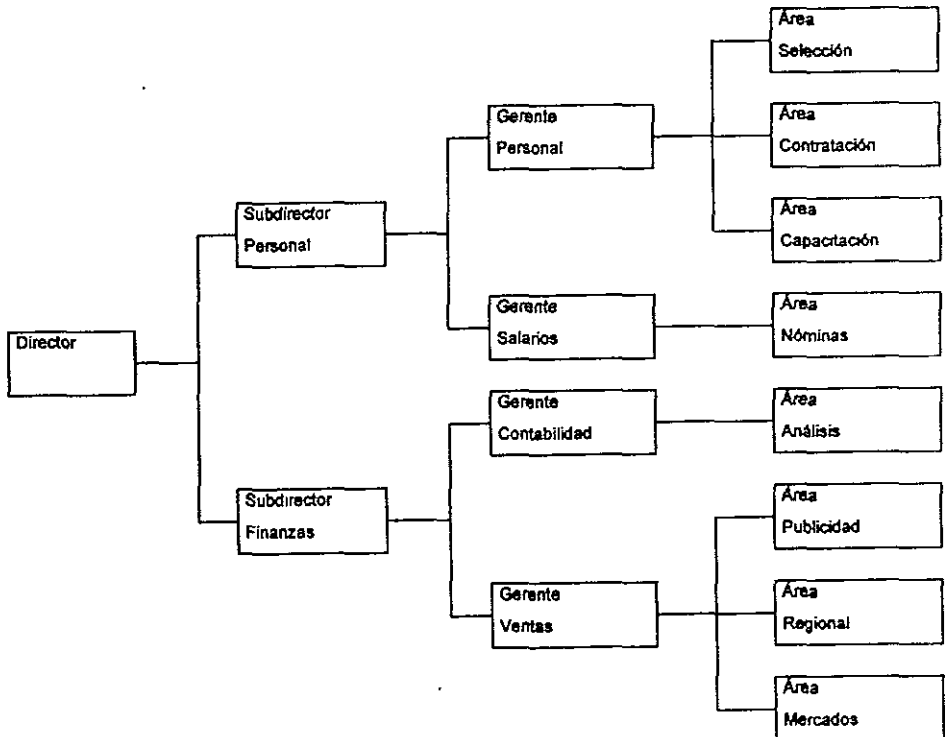 Director
Subdirector
Personal
Subdirector
Finanzas
Gerente
Personal
Gerente
Salarios
Gerente
Contabilidad
Gerente
Ventas
Área
Selección
Área
Contratación
Área
Capacitación
Área
Nóminas
Área
Análisis
Área
Publicidad
Área
Regional
Área
Mercados